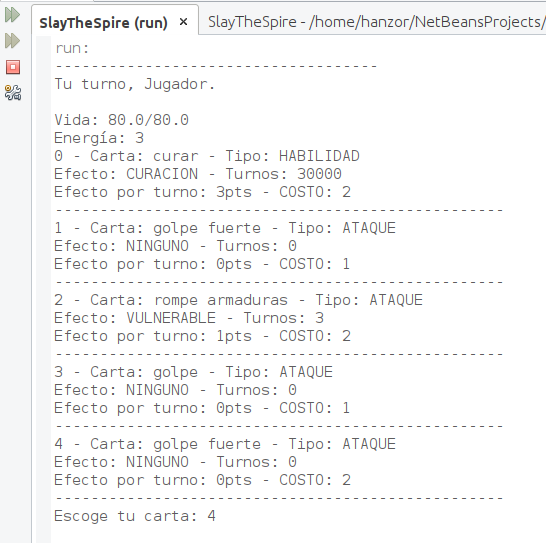 SlayTheSpire (run) × SlayTheSpire - /home/hanzor/NetBeansProjects/
run:
------------------------------------
Tu turno, Jugador.
Vida: 80.0/80.0
Energía: 3
0 - Carta: curar - Tipo: HABILIDAD
Efecto: CURACION - Turnos: 30000
Efecto por turno: 3pts - COSTO: 2
--------------------------------------------------
1 - Carta: golpe fuerte - Tipo: ATAQUE
Efecto: NINGUNO - Turnos: 0
Efecto por turno: 0pts - COSTO: 1
--------------------------------------------------
2 - Carta: rompe armaduras - Tipo: ATAQUE
Efecto: VULNERABLE - Turnos: 3
Efecto por turno: 1pts - COSTO: 2
--------------------------------------------------
3 - Carta: golpe - Tipo: ATAQUE
Efecto: NINGUNO - Turnos: 0
Efecto por turno: 0pts - COSTO: 1
--------------------------------------------------
4 - Carta: golpe fuerte - Tipo: ATAQUE
Efecto: NINGUNO - Turnos: 0
Efecto por turno: 0pts - COSTO: 2
--------------------------------------------------
Escoge tu carta: 4